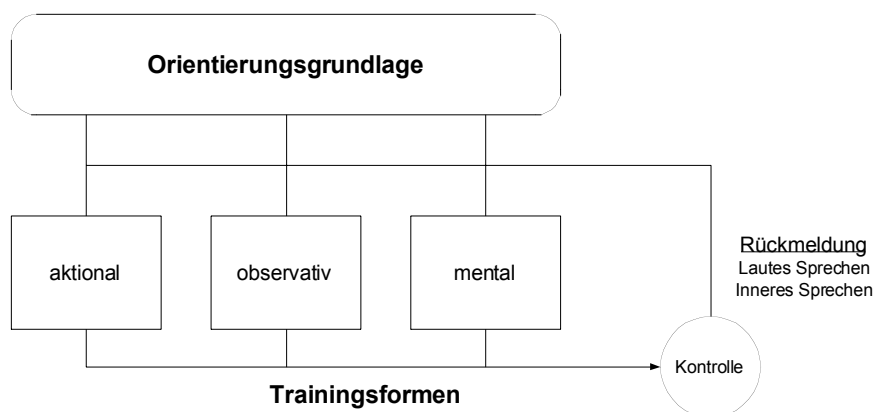 Orientierungsgrundlage
aktional
observativ
mental
Rückmeldung
Lautes Sprechen
Inneres Sprechen
Kontrolle
Trainingsformen